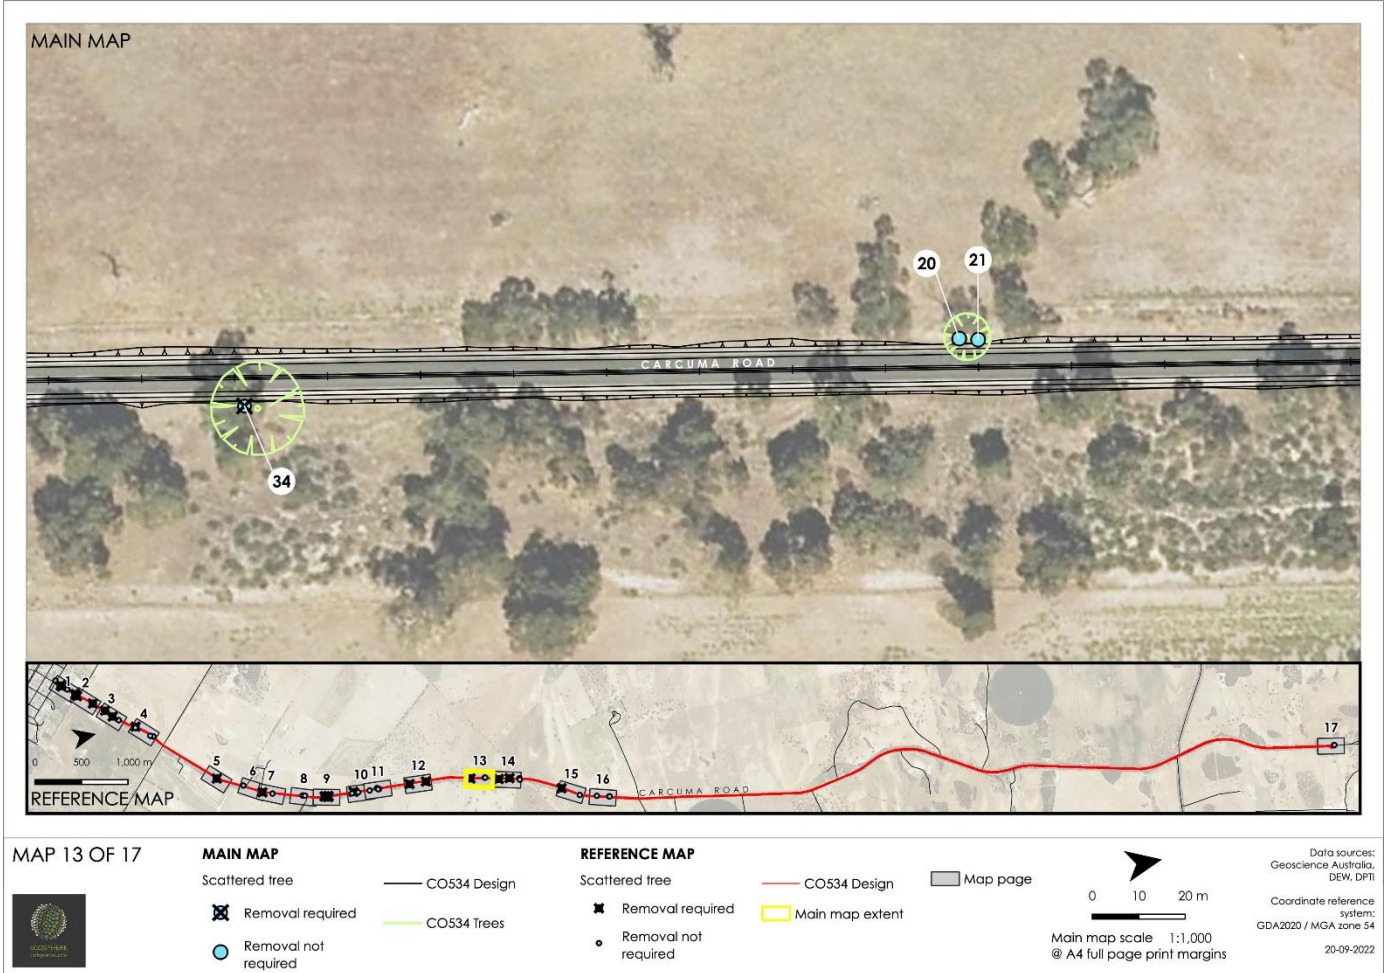 MAIN MAP
20
21
CARCUMA ROAD
34
1
2
3
4
5
6
7
8
9
10
11
12
13
14
15
16
17
0 500 1,000 m
CARCUMA ROAD
REFERENCE MAP
MAP 13 OF 17
MAIN MAP
Scattered tree
Removal required
Removal not
required
CO534 Design
CO534 Trees
REFERENCE MAP
Scattered tree
Removal required
Removal not
required
CO534 Design
Main map extent
Map page
0 10 20 m
Main map scale 1:1,000
@ A4 full page print margins
Data sources:
Geoscience Australia,
DEW, DPTI
Coordinate reference
system:
GDA2020 / MGA zone 54
20-09-2022
ECOSPHERE